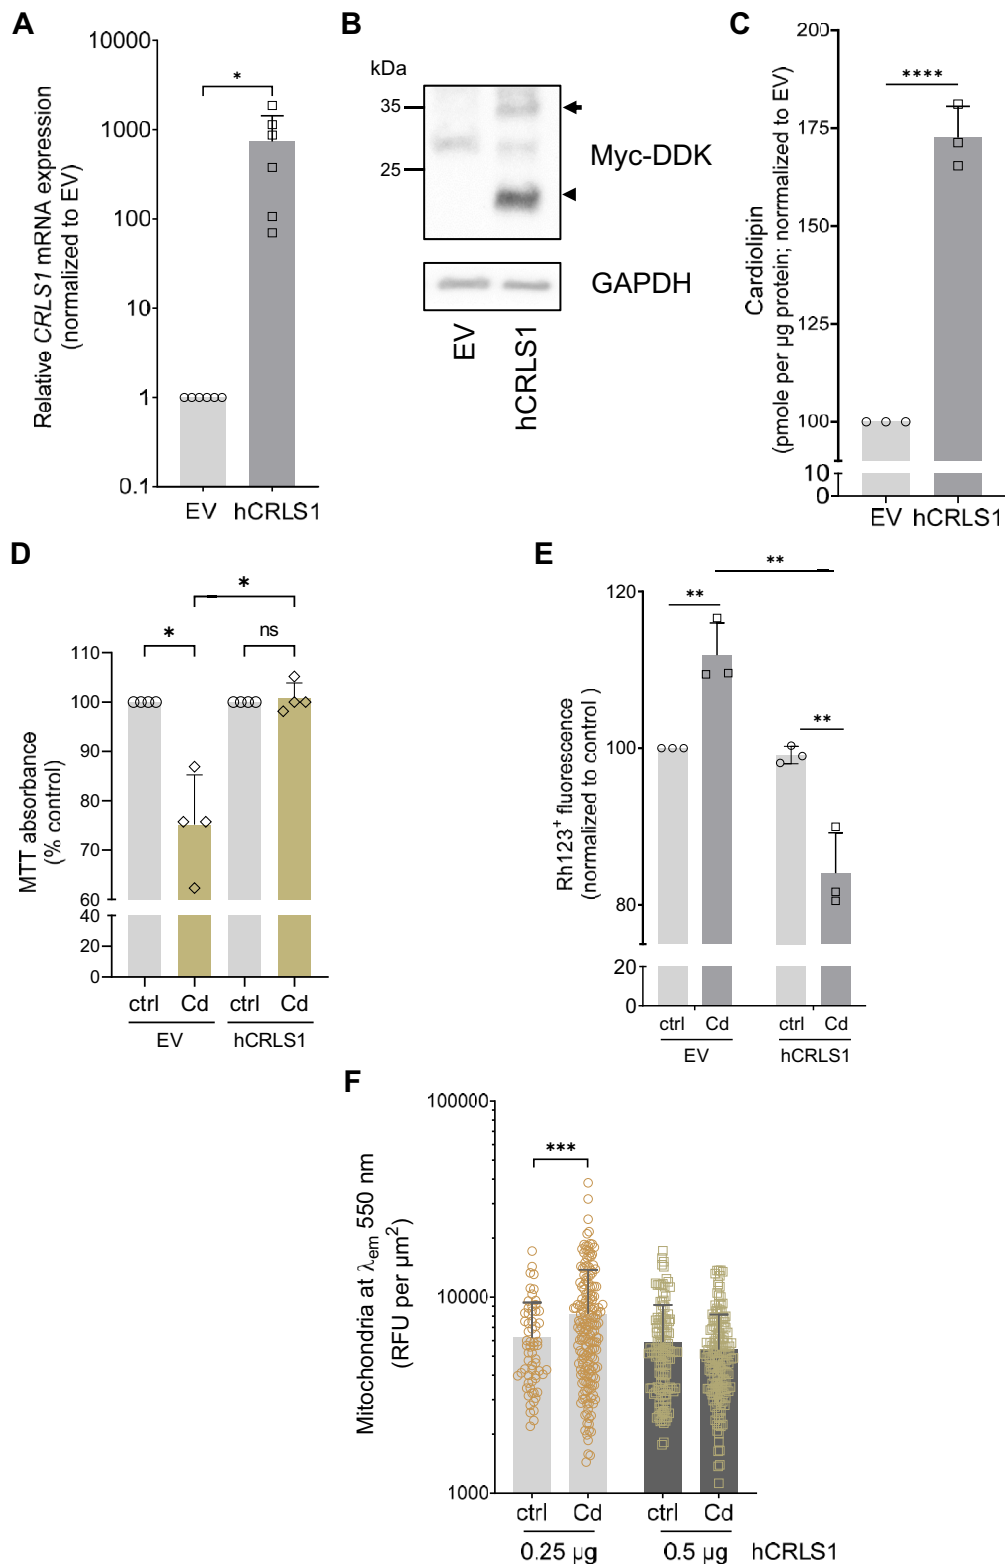 A
Relative CRLS1 mRNA expression
(normalized to EV)
10000
1000
100
10
1
0.1
*
EV
hCRLS1
B
kDa
35
25
Myc-DDK
GAPDH
EV
hCRLS1
C
Cardiolipin
(pmole per µg protein; normalized to EV)
200
175
150
125
100
10
0
****
EV
hCRLS1
D
MTT absorbance
(% control)
110
100
90
80
70
60
40
20
0
*
*
ns
ctrl
Cd
ctrl
Cd
EV
hCRLS1
E
Rh123+ fluorescence
(normalized to control )
120
100
80
20
0
**
**
**
ctrl
Cd
ctrl
Cd
EV
hCRLS1
F
Mitochondria at λem 550 nm
(RFU per µm2)
100000
10000
1000
***
ctrl
Cd
ctrl
Cd
0.25 µg
0.5 µg
hCRLS1